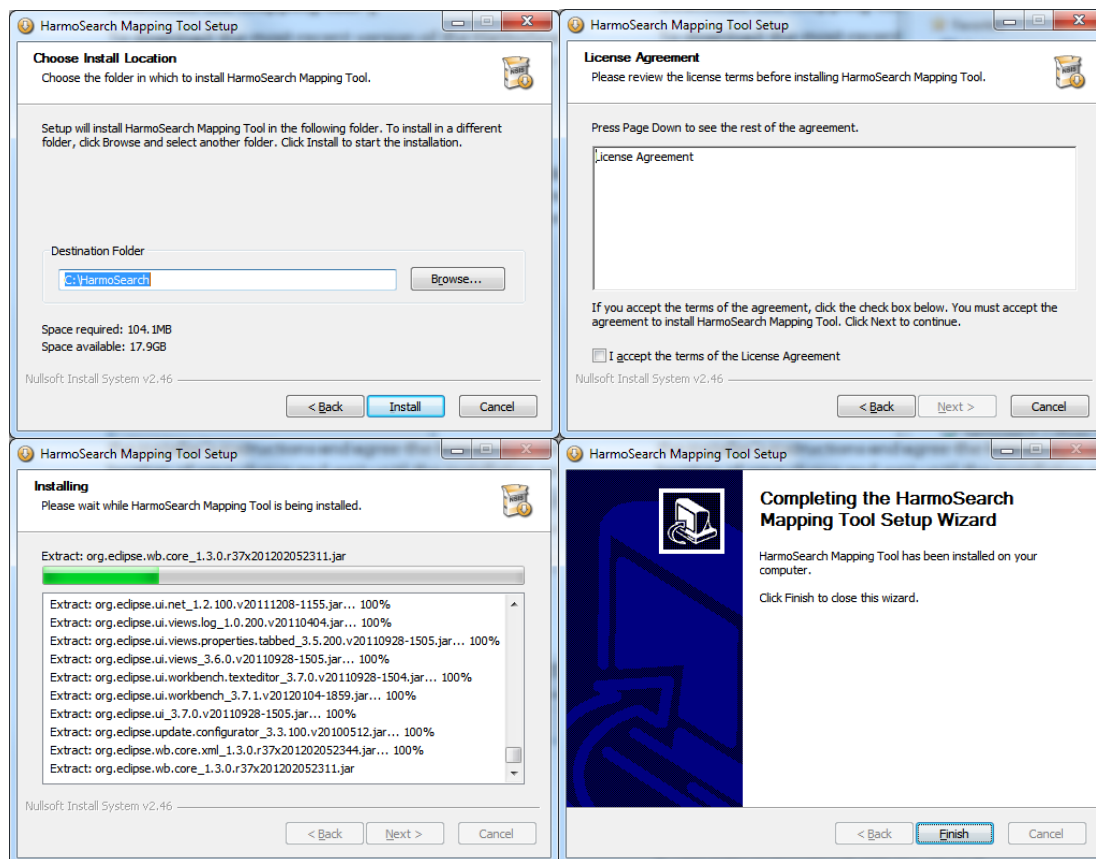 HarmoSearch Mapping Tool Setup
Choose Install Location
Choose the folder in which to install HarmoSearch Mapping Tool.
Setup will install HarmoSearch Mapping Tool in the following folder. To install in a different
folder, click Browse and select another folder. Click Install to start the installation.
Destination Folder
C:\HarmoSearch
Browse...
Space required: 104.1MB
Space available: 17.9GB
Nullsoft Install System v2.46
< Back Install Cancel
HarmoSearch Mapping Tool Setup
License Agreement
Please review the license terms before installing HarmoSearch Mapping Tool.
Press Page Down to see the rest of the agreement.
License Agreement
If you accept the terms of the agreement, click the check box below. You must accept the
agreement to install HarmoSearch Mapping Tool. Click Next to continue.
I accept the terms of the License Agreement
Nullsoft Install System v2.46
< Back Next > Cancel
HarmoSearch Mapping Tool Setup
Installing
Please wait while HarmoSearch Mapping Tool is being installed.
Extract: org.eclipse.wb.core_1.3.0.r37x201202052311.jar
Extract: org.eclipse.ui.net_1.2.100.v20111208-1155.jar... 100%
Extract: org.eclipse.ui.views.log_1.0.200.v20110404.jar... 100%
Extract: org.eclipse.ui.views.properties.tabbed_3.5.200.v20110928-1505.jar... 100%
Extract: org.eclipse.ui.views_3.6.0.v20110928-1505.jar... 100%
Extract: org.eclipse.ui.workbench.texteditor_3.7.0.v20110928-1504.jar... 100%
Extract: org.eclipse.ui.workbench_3.7.1.v20120104-1859.jar... 100%
Extract: org.eclipse.ui_3.7.0.v20110928-1505.jar... 100%
Extract: org.eclipse.update.configurator_3.3.100.v20100512.jar... 100%
Extract: org.eclipse.wb.core.xml_1.3.0.r37x201202052344.jar... 100%
Extract: org.eclipse.wb.core_1.3.0.r37x201202052311.jar
Nullsoft Install System v2.46
< Back Next > Cancel
HarmoSearch Mapping Tool Setup
Completing the HarmoSearch
Mapping Tool Setup Wizard
HarmoSearch Mapping Tool has been installed on your
computer.
Click Finish to close this wizard.
< Back Finish Cancel